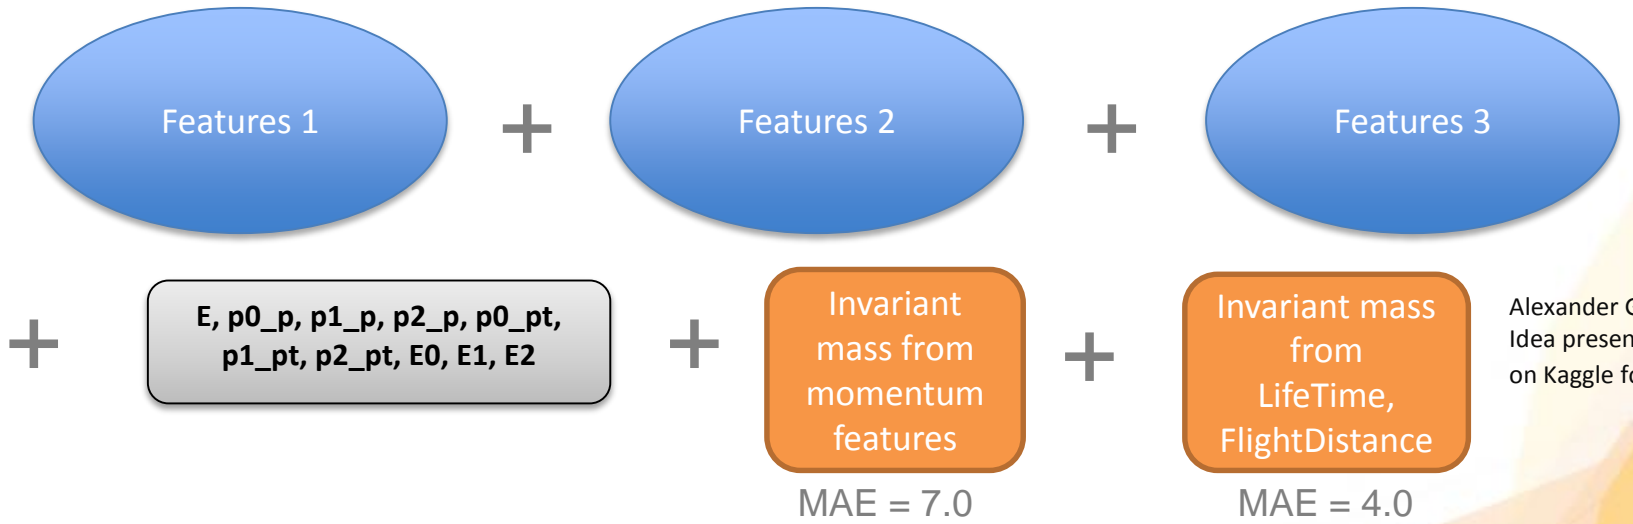 Features 1
+
Features 2
+
Features 3
+
E, p0_p, p1_p, p2_p, p0_pt,
p1_pt, p2_pt, E0, E1, E2
+
Invariant
mass from
momentum
features
MAE = 7.0
+
Invariant mass
from
LifeTime,
FlightDistance
MAE = 4.0
Alexander
Idea
on Kaggle